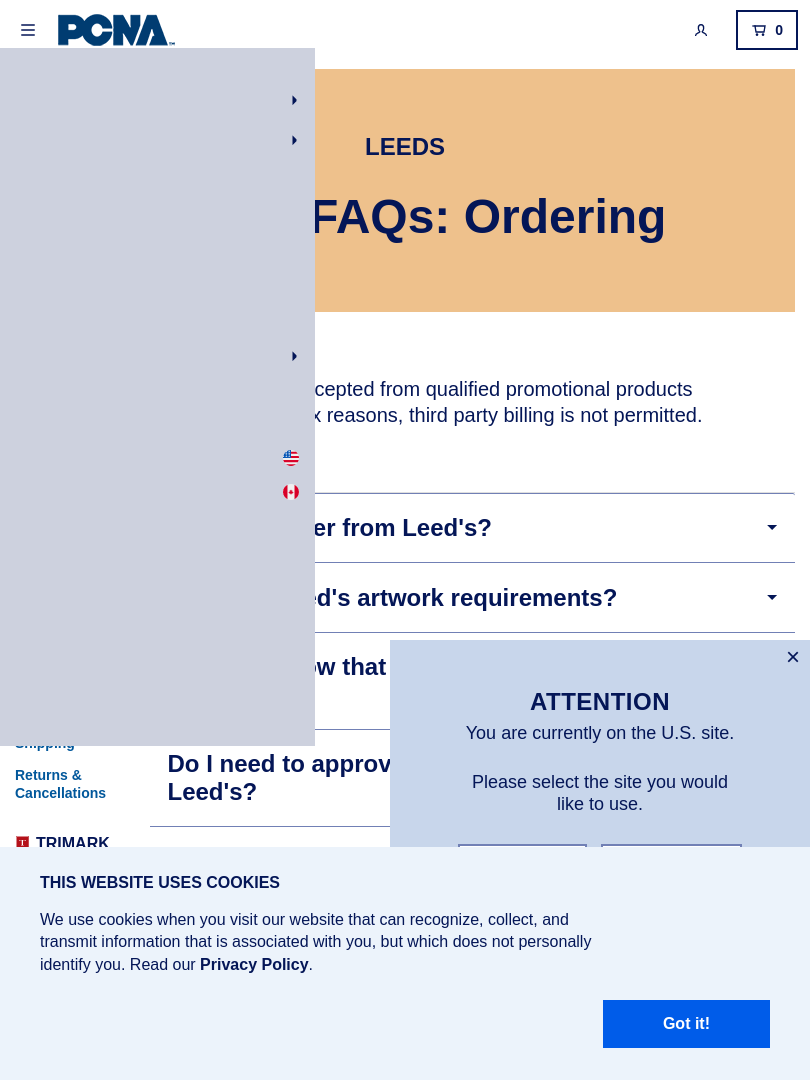 PCNA
0
LEEDS
FAQs: Ordering
cepted from qualified promotional products
x reasons, third party billing is not permitted.
er from Leed's?
ed's artwork requirements?
ow that
ATTENTION
You are currently on the U.S. site.
Please select the site you would
like to use.
Shipping
Returns &
Cancellations
Do I need to approv
Leed's?
TRIMARK
THIS WEBSITE USES COOKIES
We use cookies when you visit our website that can recognize, collect, and
transmit information that is associated with you, but which does not personally
identify you. Read our Privacy Policy.
Got it!